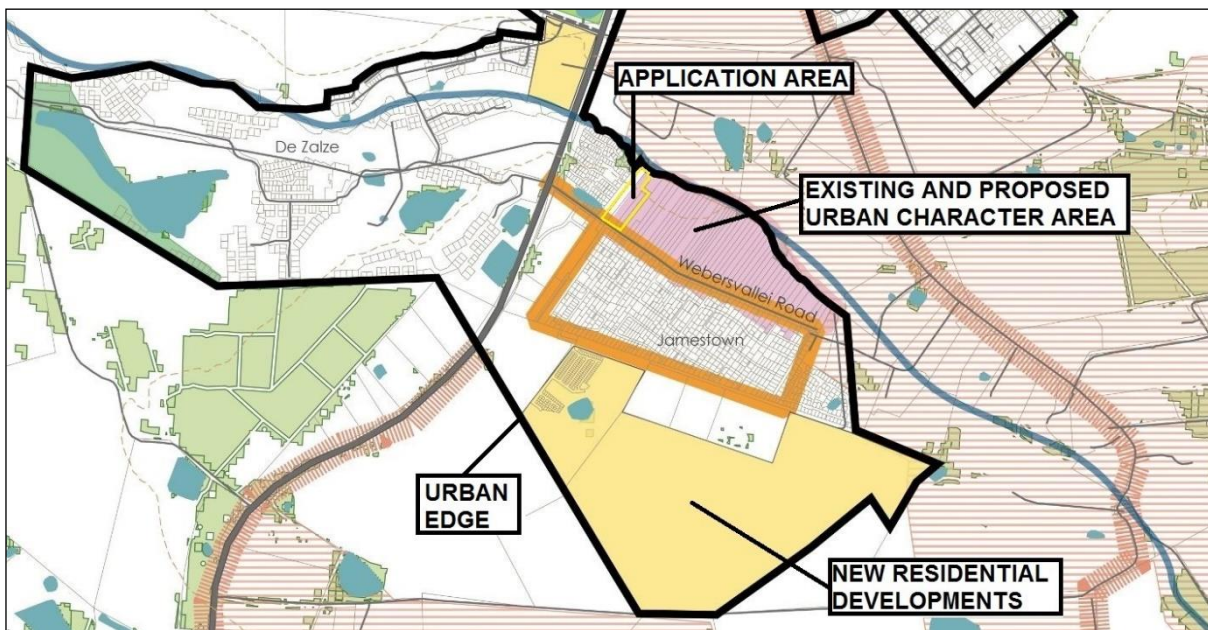 APPLICATION AREA
De Zalze
EXISTING AND PROPOSED
URBAN CHARACTER AREA
Webersvallei Road
Jamestown
URBAN
EDGE
NEW RESIDENTIAL
DEVELOPMENTS